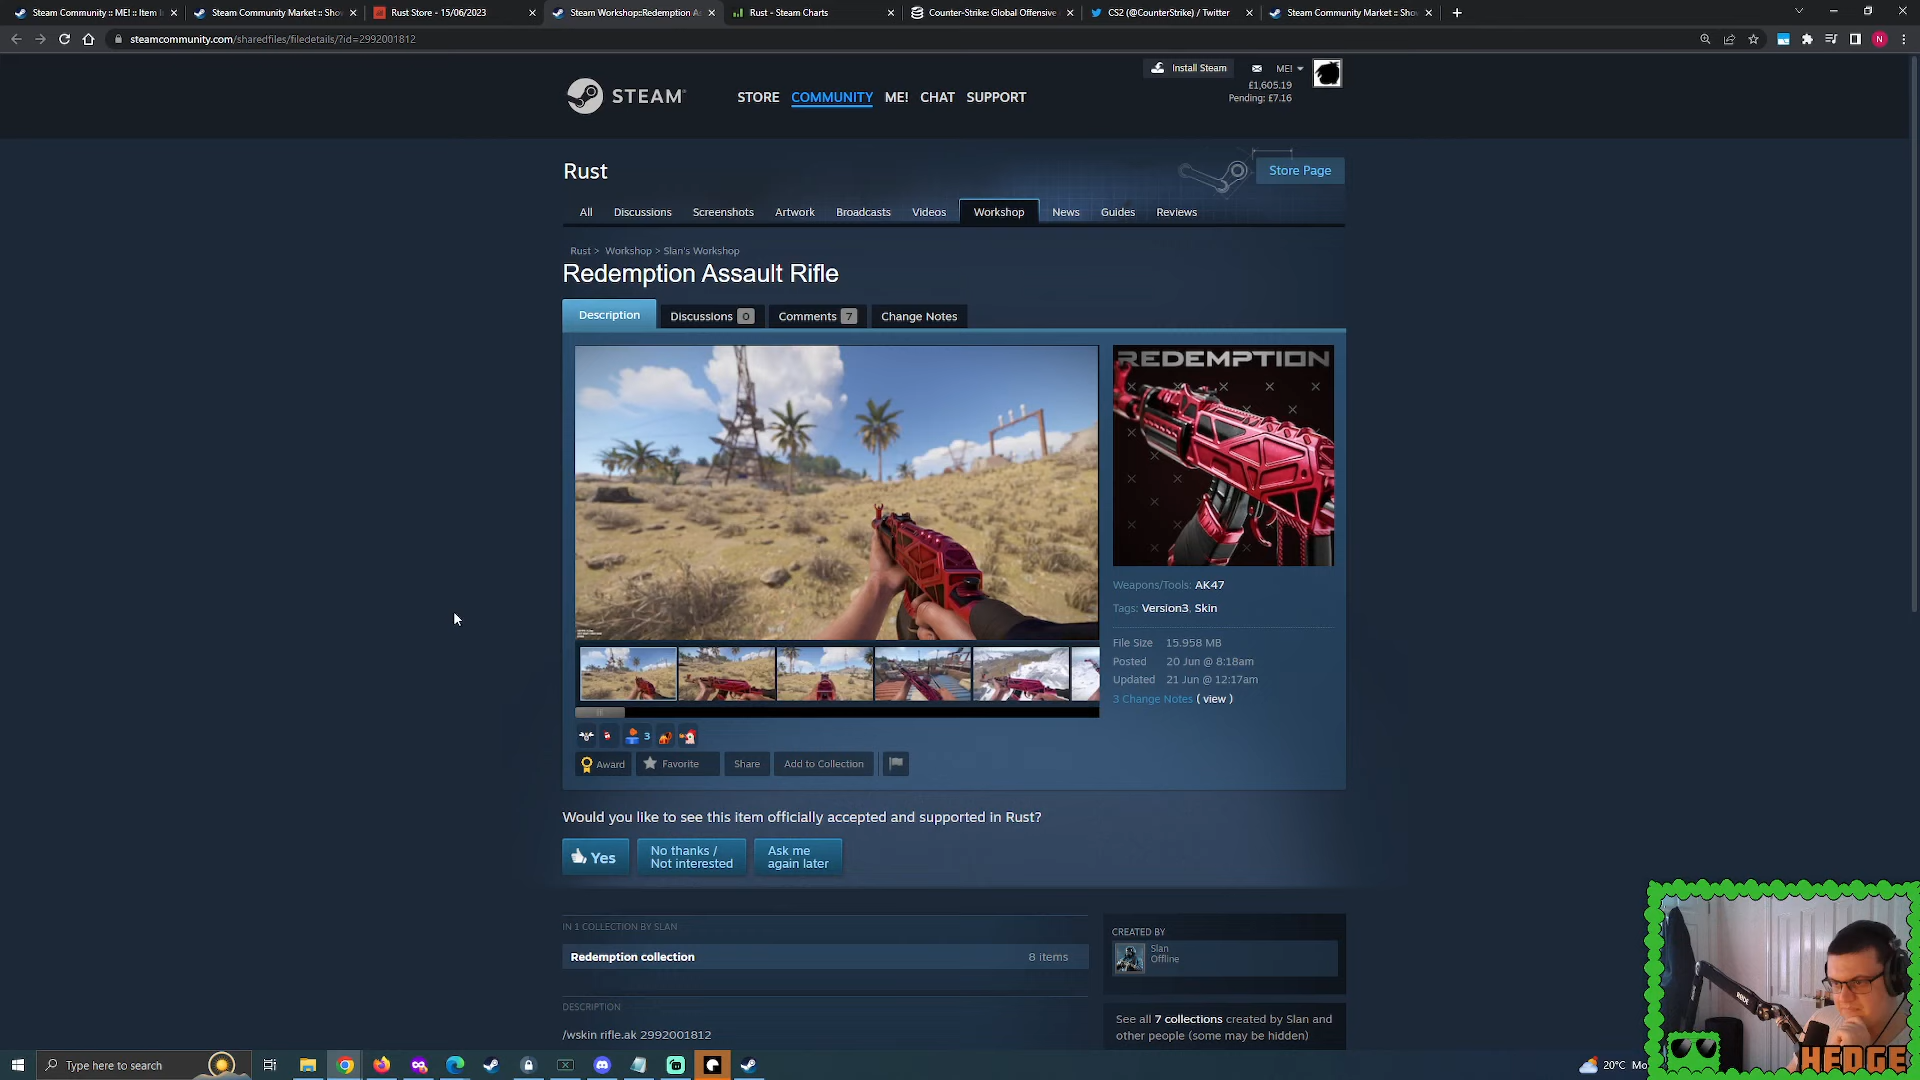 Steam Community :: ME! :: Item I
Steam Community Market :: Sho
Rust Store - 15/06/2023
Steam Workshop::Redemption As
Rust - Steam Charts
Counter-Strike: Global Offensive
CS2 (@CounterStrike) / Twitter
Steam Community Market :: Sho
steamcommunity.com/sharedfiles/filedetails/?id=2992001812
N
Install Steam
ME!
£1,605.19
Pending: £7.16
STEAM
STORE
COMMUNITY
ME!
CHAT
SUPPORT
Rust
Store Page
All
Discussions
Screenshots
Artwork
Broadcasts
Videos
Workshop
News
Guides
Reviews
Rust > Workshop > Slan's Workshop
Redemption Assault Rifle
Description
Discussions 0
Comments 7
Change Notes
REDEMPTION
Weapons/Tools: AK47
Tags: Version3, Skin
File Size 15.958 MB
Posted 20 Jun @ 8:18am
Updated 21 Jun @ 12:17am
3 Change Notes ( view )
3
Award
Favorite
Share
Add to Collection
Would you like to see this item officially accepted and supported in Rust?
Yes
No thanks /
Not interested
Ask me
again later
IN 1 COLLECTION BY SLAN
Redemption collection
8 items
CREATED BY
Slan
Offline
DESCRIPTION
/wskin rifle.ak 2992001812
See all 7 collections created by Slan and
other people (some may be hidden)
RODE
HEDGE
Type here to search
20°C Mo